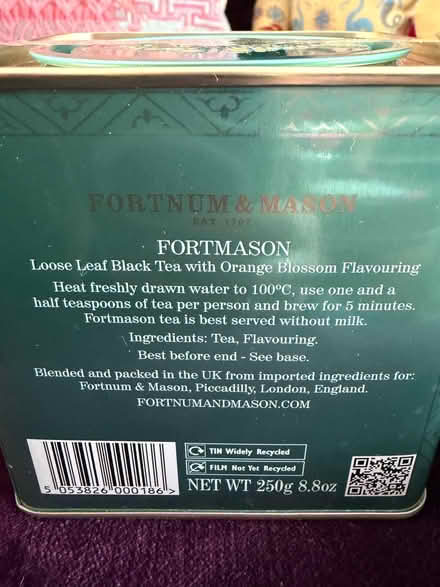 FORTNUM & MASON
EST 1707
FORTMASON
Loose Leaf Black Tea with Orange Blossom Flavouring
Heat freshly drawn water to 100ºC, use one and a
half teaspoons of tea per person and brew for 5 minutes.
Fortmason tea is best served without milk.
Ingredients: Tea, Flavouring.
Best before end - See base.
Blended and packed in the UK from imported ingredients for:
Fortnum & Mason, Piccadilly, London, England.
FORTNUMANDMASON.COM
TIN Widely Recycled
FILM Not Yet Recycled
NET WT 250g 8.8oz
5 053826 000186 >